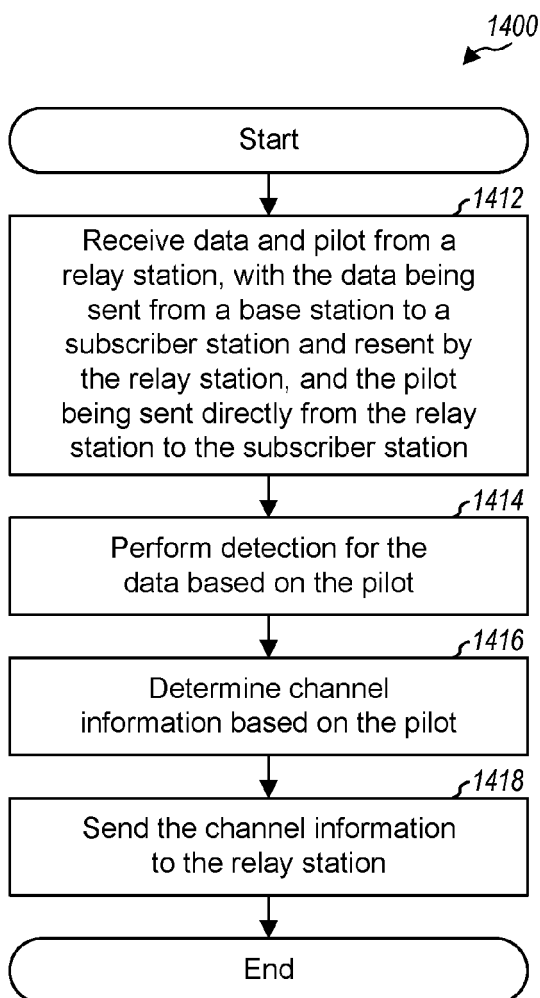 1400
Start
1412
Receive data and pilot from a
relay station, with the data being
sent from a base station to a
subscriber station and resent by
the relay station, and the pilot
being sent directly from the relay
station to the subscriber station
1414
Perform detection for the
data based on the pilot
1416
Determine channel
information based on the pilot
1418
Send the channel information
to the relay station
End